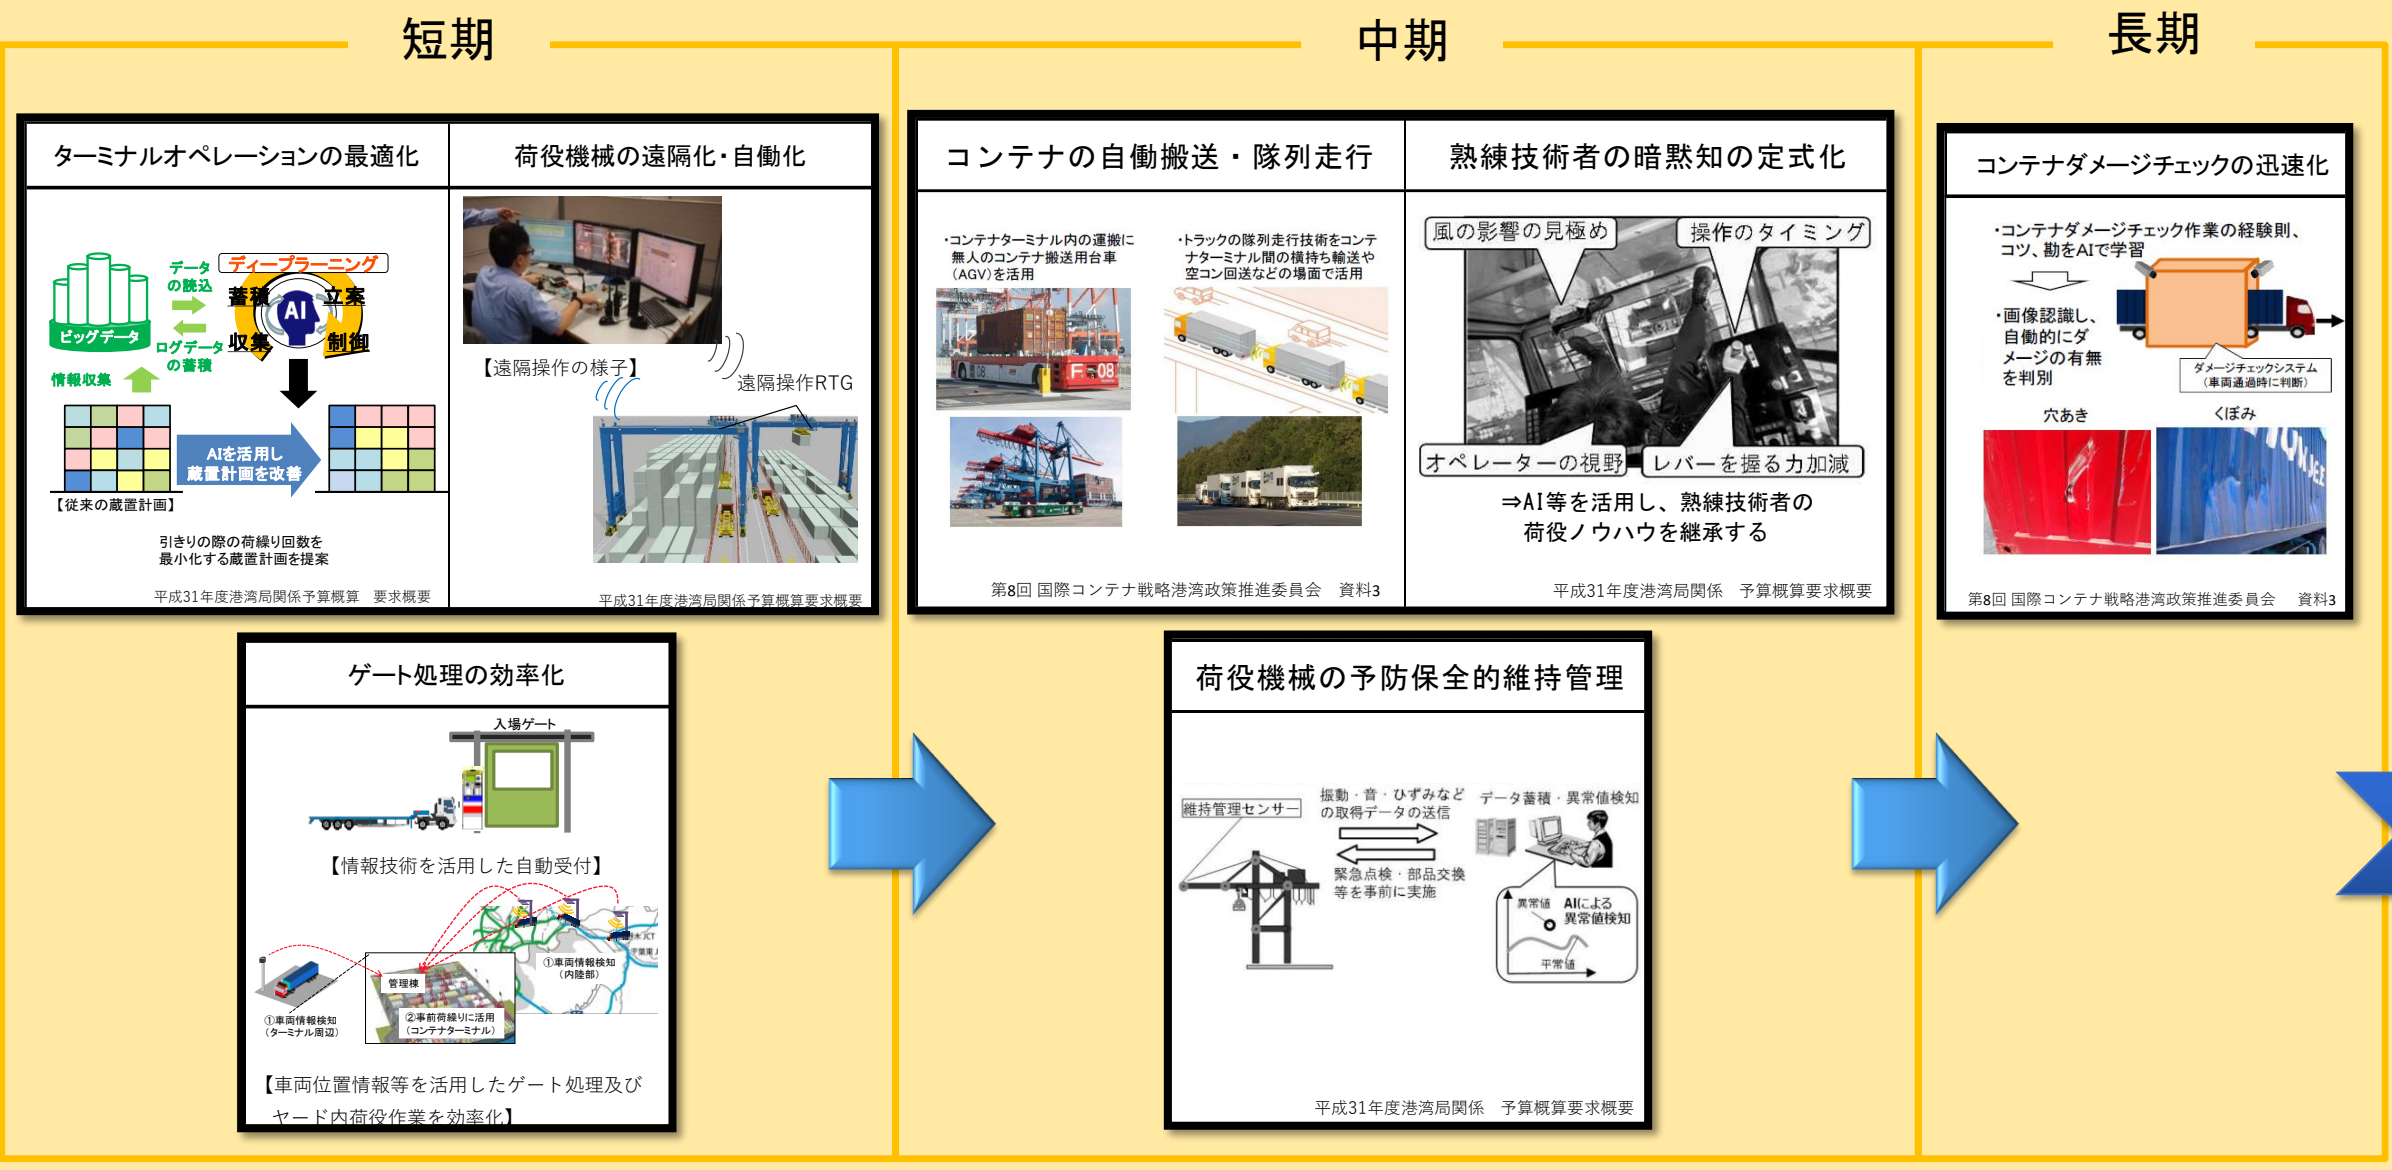 短期
中期
長期
ターミナルオペレーションの最適化
ビッグデータ
データ
の読込
ログデータ
の蓄積
情報収集
ディープラーニング
蓄積
立案
AI
収集
制御
AIを活用し
蔵置計画を改善
【従来の蔵置計画】
引きりの際の荷繰り回数を
最小化する蔵置計画を提案
平成31年度港湾局関係予算概算 要求概要
荷役機械の遠隔化・自働化
【遠隔操作の様子】
遠隔操作RTG
平成31年度港湾局関係予算概算要求概要
ゲート処理の効率化
入場ゲート
【情報技術を活用した自動受付】
①車両情報検知
(内陸部)
管理棟
②事前荷繰りに活用
(コンテナターミナル)
①車両情報検知
(ターミナル周辺)
【車両位置情報等を活用したゲート処理及び
ヤード内荷役作業を効率化】
コンテナの自働搬送・隊列走行
・コンテナターミナル内の運搬に
無人のコンテナ搬送用台車
(AGV)を活用
・トラックの隊列走行技術をコンテ
ナターミナル間の横持ち輸送や
空コン回送などの場面で活用
F 08
08
第8回 国際コンテナ戦略港湾政策推進委員会 資料3
熟練技術者の暗黙知の定式化
風の影響の見極め
操作のタイミング
オペレーターの視野
レバーを握る力加減
⇒AI等を活用し、熟練技術者の
荷役ノウハウを継承する
平成31年度港湾局関係 予算概算要求概要
荷役機械の予防保全的維持管理
維持管理センサー
振動・音・ひずみなど
の取得データの送信
データ蓄積・異常値検知
緊急点検・部品交換
等を事前に実施
異常値
AIによる
異常値検知
平常値
平成31年度港湾局関係 予算概算要求概要
コンテナダメージチェックの迅速化
・コンテナダメージチェック作業の経験則、
コツ、勘をAIで学習
・画像認識し、
自動的にダ
メージの有無
を判別
ダメージチェックシステム
(車両通過時に判断)
穴あき
くぼみ
第8回 国際コンテナ戦略港湾政策推進委員会 資料3